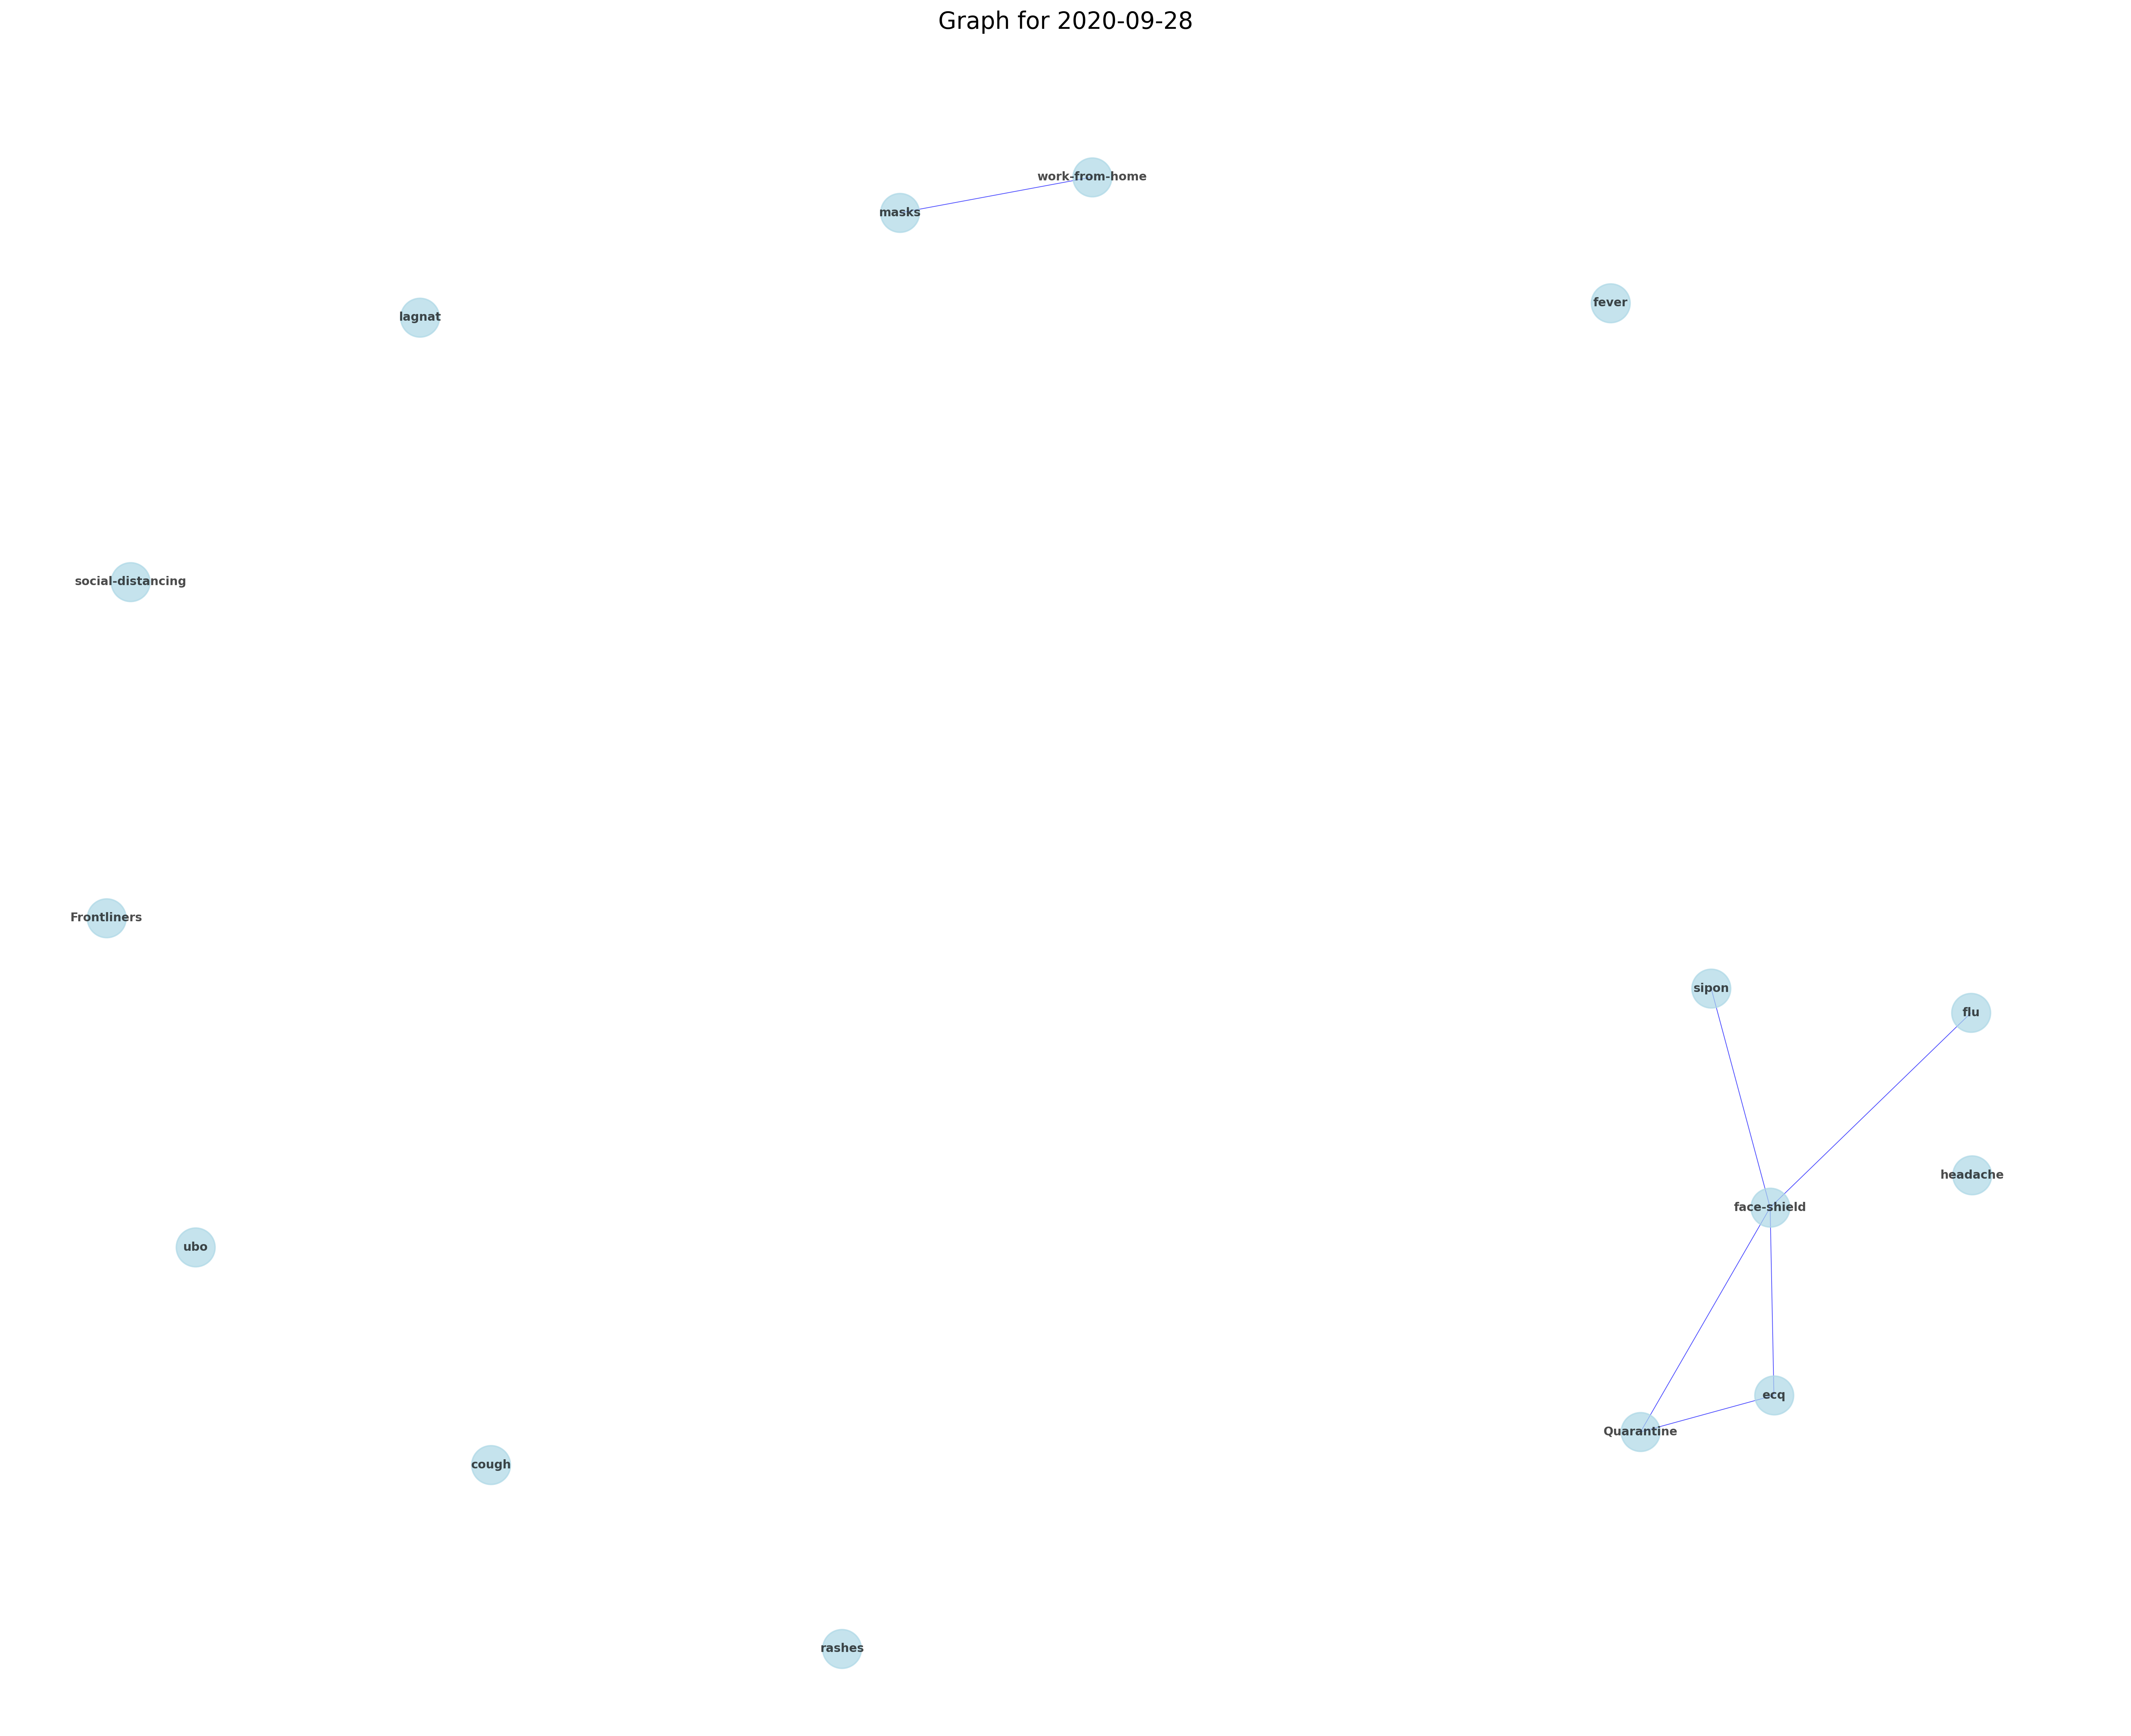 Graph for 2020-09-28
work-from-home
masks
fever
lagnat
social-distancing
Frontliners
sipon
flu
headache
face-shield
ubo
ecq
Quarantine
cough
rashes